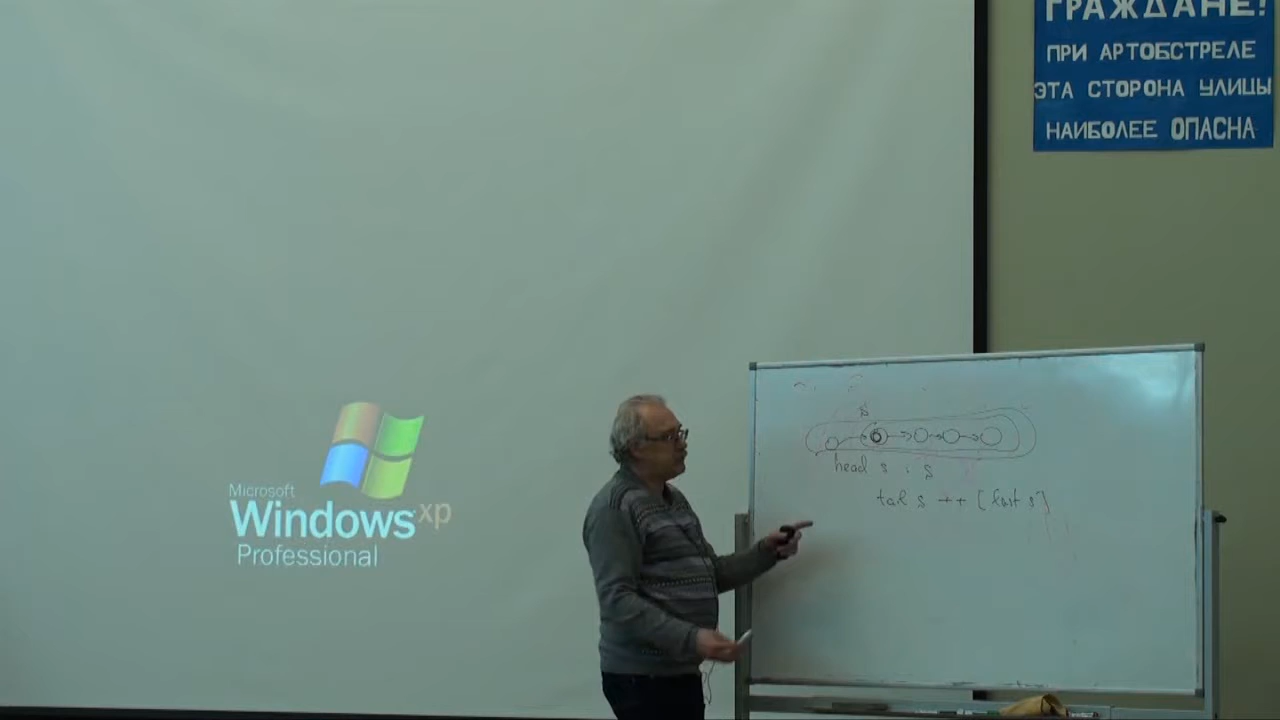 ГРАЖДАНЕ!
ПРИ АРТОБСТРЕЛЕ
ЭТА СТОРОНА УЛИЦЫ
НАИБОЛЕЕ ОПАСНА
Microsoft
Windows xp
Professional
s
head s : s
tail s ++ [last s]